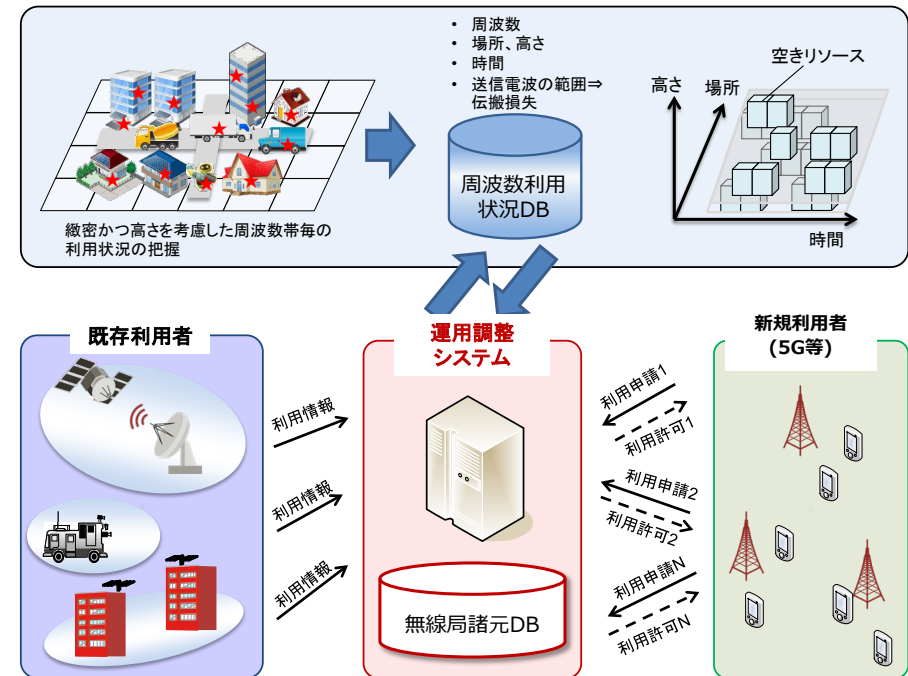 • 周波数
• 場所、高さ
• 時間
• 送信電波の範囲⇒
伝搬損失
空きリソース
高さ
場所
時間
周波数利用
状況DB
緻密かつ高さを考慮した周波数帯毎の
利用状況の把握
既存利用者
運用調整
システム
新規利用者
(5G等)
利用情報
利用情報
利用情報
利用申請1
利用許可1
利用申請2
利用許可2
利用申請N
利用許可N
無線局諸元DB